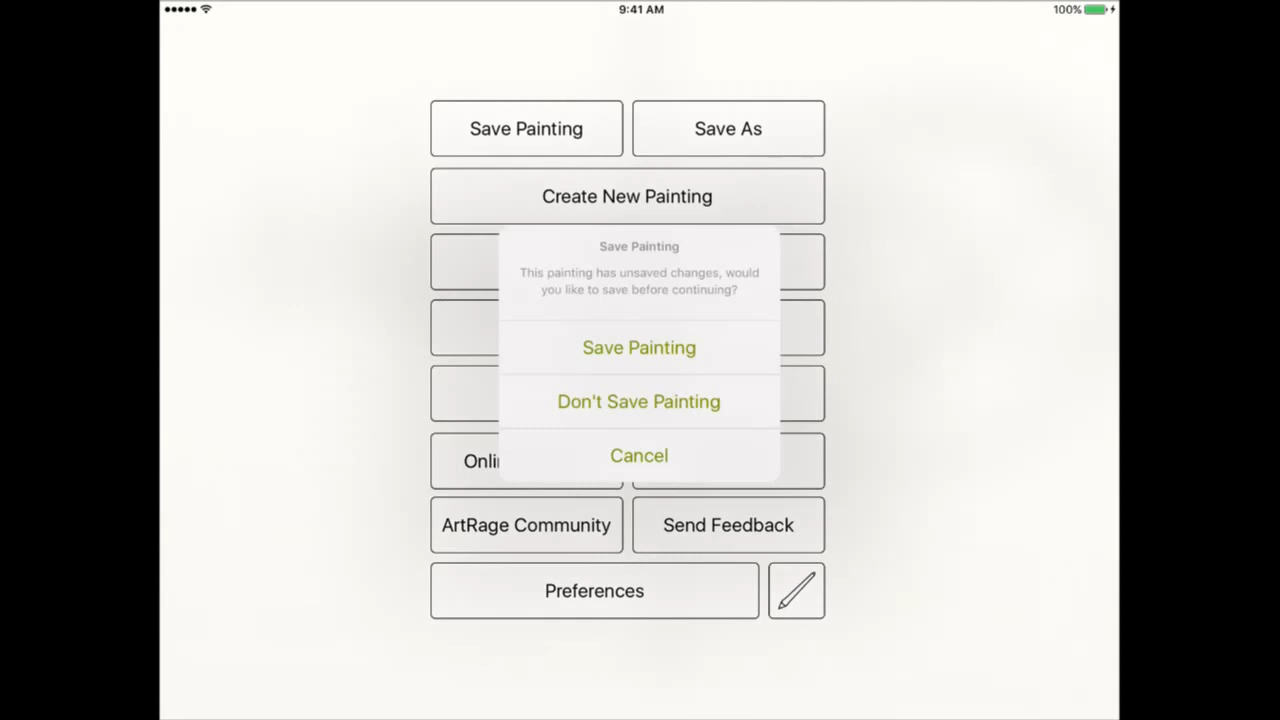 9:41 AM
100%
Save Painting
Save As
Create New Painting
Save Painting
This painting has unsaved changes, would
you like to save before continuing?
Save Painting
Don't Save Painting
Cancel
ArtRage Community
Send Feedback
Preferences